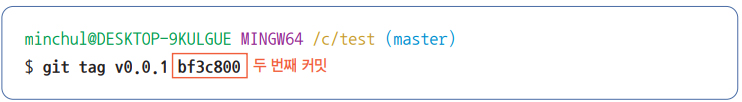 minchul@DESKTOP-9KULGUE MINGW64 /c/test (master)
$ git tag v0.0.1 bf3c800 두 번째 커밋